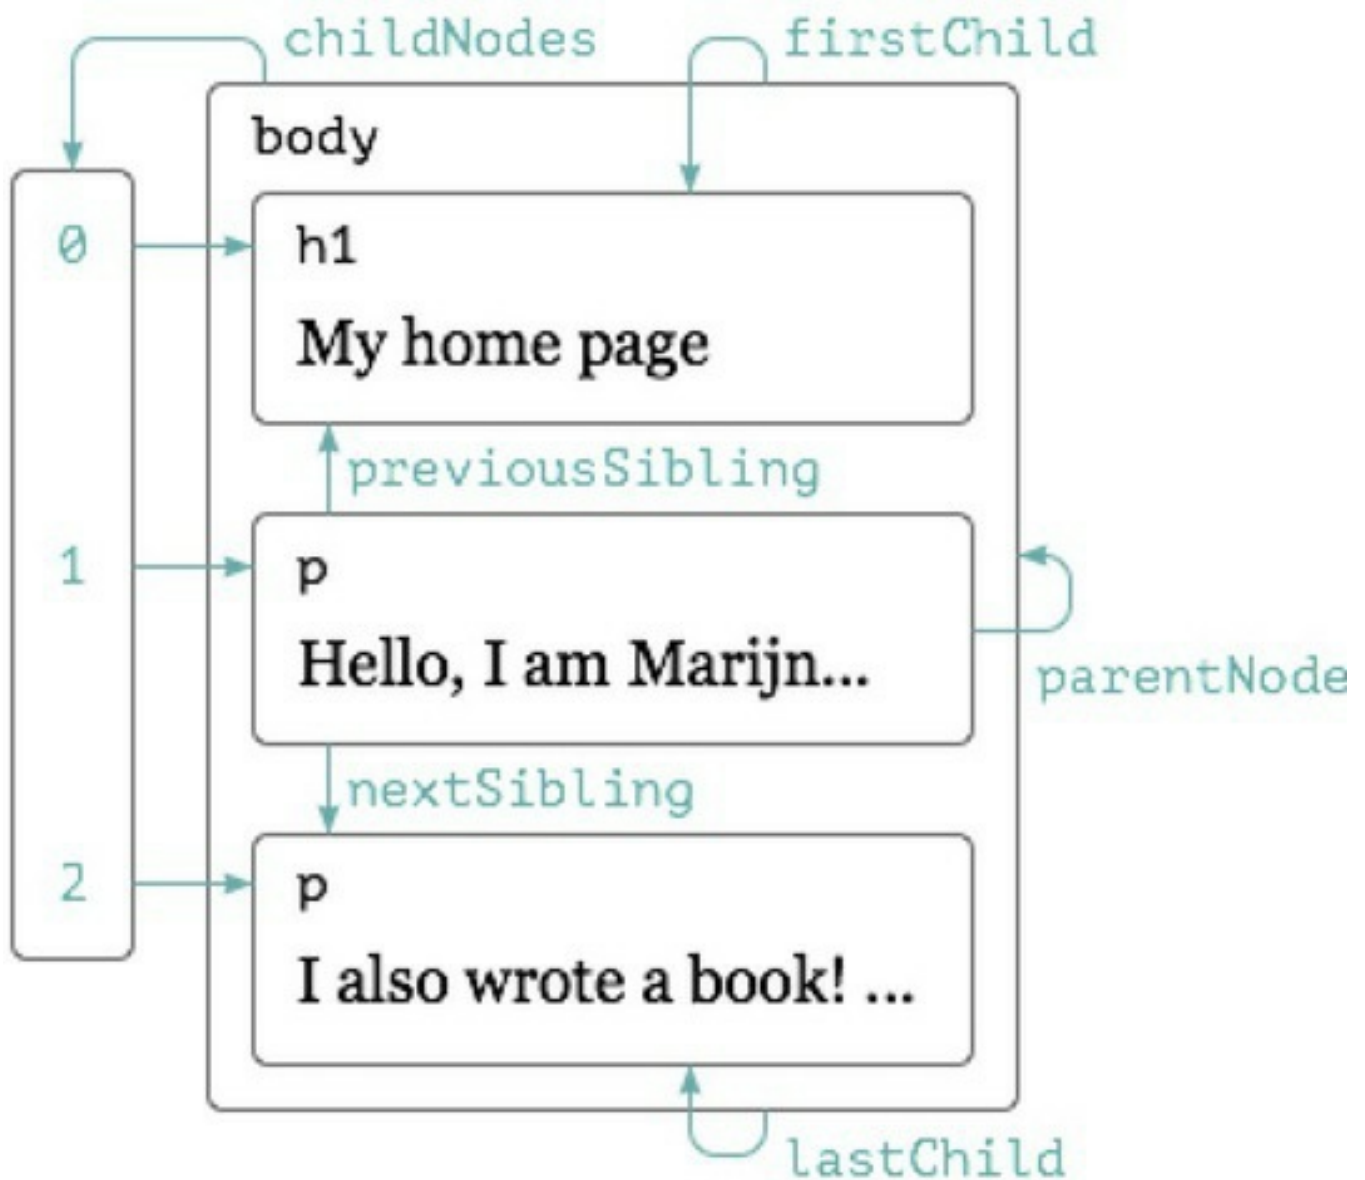 childNodes firstChild
body
0 h1
My home page
previousSibling
1 p
Hello, I am Marijn...
parentNode
nextSibling
2 p
I also wrote a book! ...
lastChild